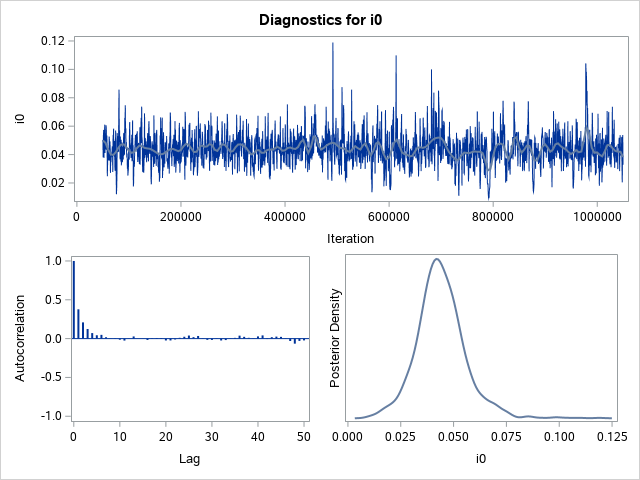 Diagnostics for i0
0.12
0.10
0.08
0.06
0.04
0.02
i0
0 200000 400000 600000 800000 1000000
Iteration
1.0
0.5
0.0
-0.5
-1.0
Autocorrelation
0 10 20 30 40 50
Lag
Posterior Density
0.000 0.025 0.050 0.075 0.100 0.125
i0